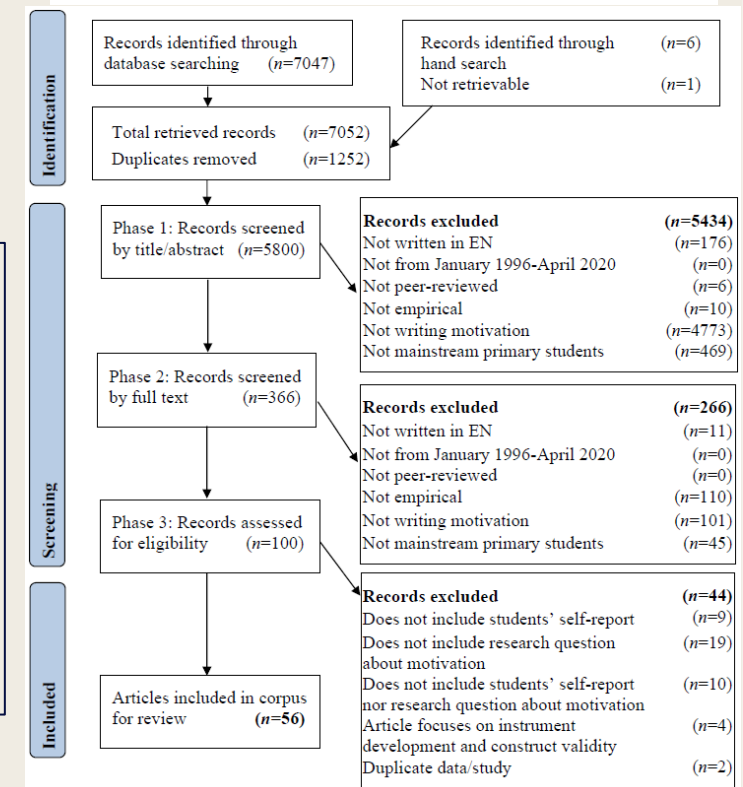 Identification
Records identified through
database searching (n=7047)
Records identified through (n=6)
hand search
Not retrievable (n=1)
Total retrieved records (n=7052)
Duplicates removed (n=1252)
Screening
Phase 1: Records screened
by title/abstract (n=5800)
Records excluded (n=5434)
Not written in EN (n=176)
Not from January 1996-April 2020 (n=0)
Not peer-reviewed (n=6)
Not empirical (n=10)
Not writing motivation (n=4773)
Not mainstream primary students (n=469)
Phase 2: Records screened
by full text (n=366)
Records excluded (n=266)
Not written in EN (n=11)
Not from January 1996-April 2020 (n=0)
Not peer-reviewed (n=0)
Not empirical (n=110)
Not writing motivation (n=101)
Not mainstream primary students (n=45)
Phase 3: Records assessed
for eligibility (n=100)
Records excluded (n=44)
Does not include students' self-report (n=9)
Does not include research question (n=19)
about motivation
Does not include students' self-report (n=10)
nor research question about motivation
Article focuses on instrument (n=4)
development and construct validity
Duplicate data/study (n=2)
Included
Articles included in corpus
for review (n=56)